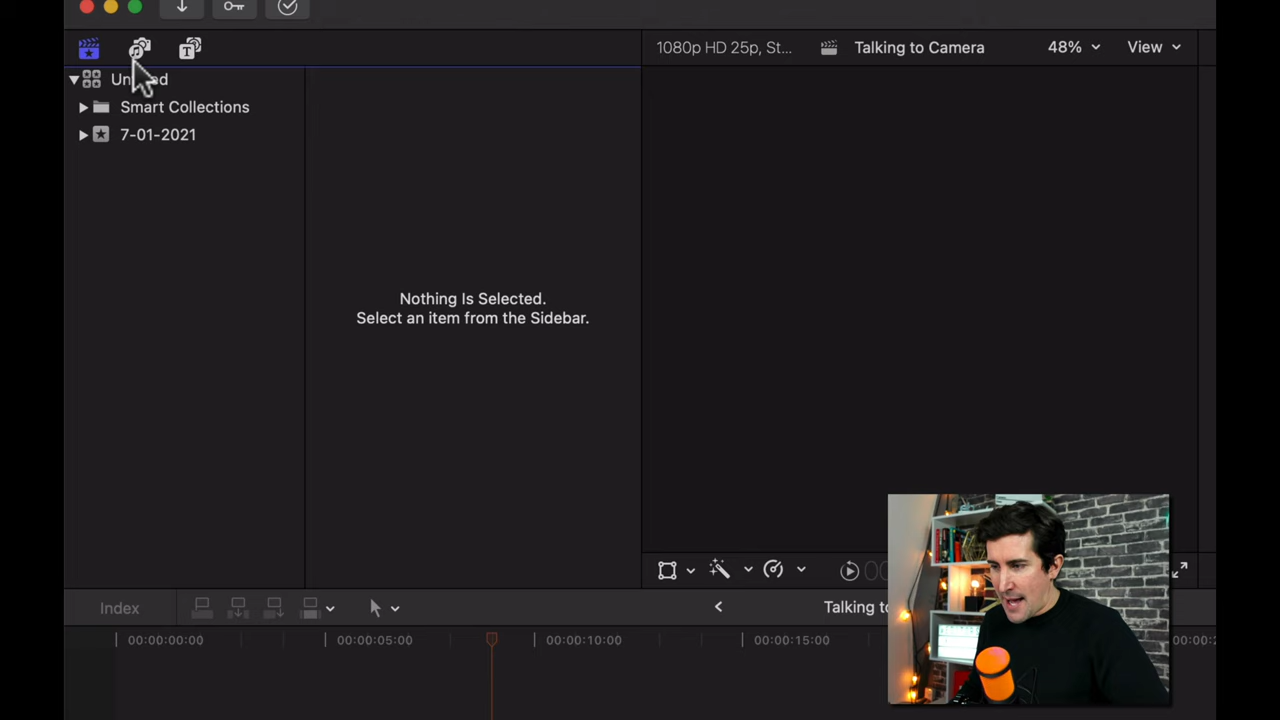 1080p HD 25p, St...
Talking to Camera
48%
View
Smart Collections
7-01-2021
Nothing Is Selected.
Select an item from the Sidebar.
Index
Talking to
00:00:00:00
00:00:05:00
00:00:10:00
00:00:15:00
T